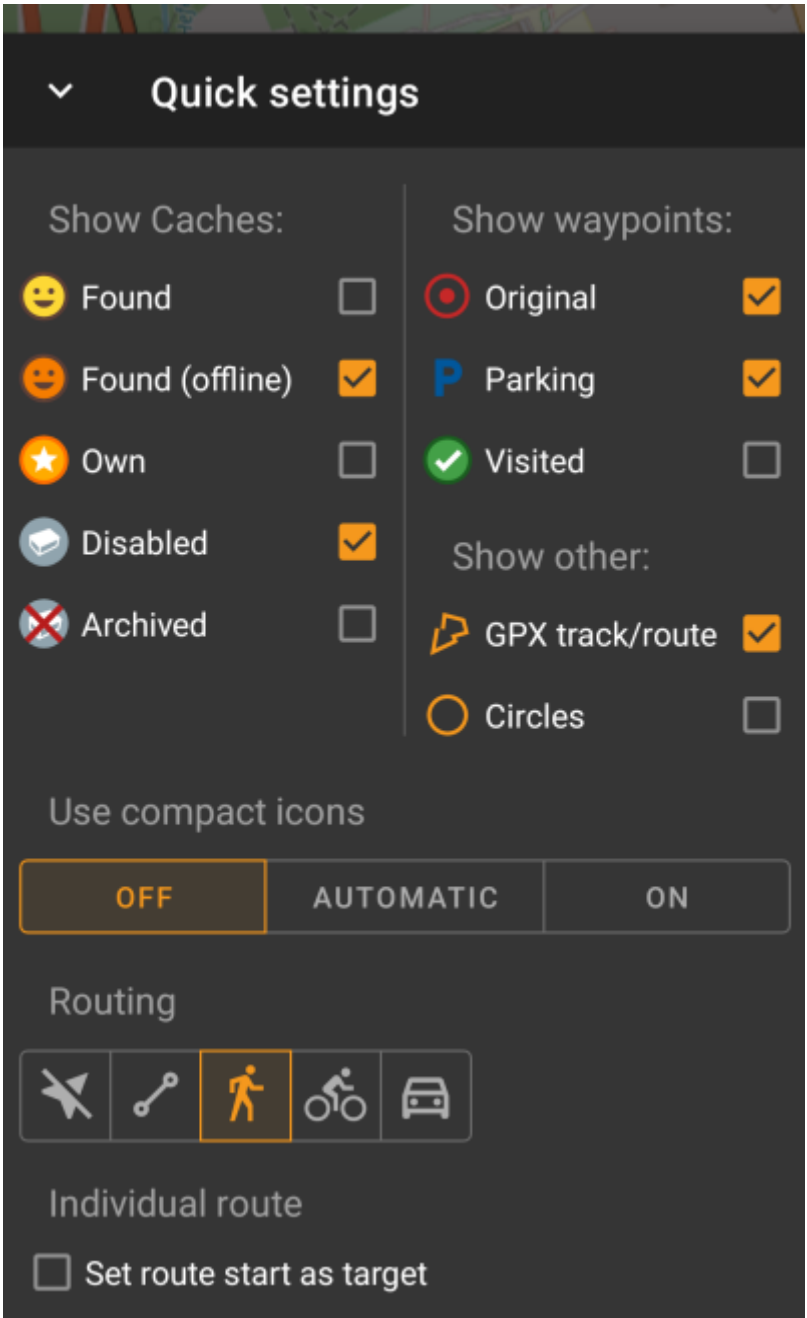 Quick settings
Show Caches:
Found
Found (offline)
Own
Disabled
Archived
Show waypoints:
Original
P Parking
Visited
Show other:
GPX track/route
Circles
Use compact icons
OFF AUTOMATIC ON
Routing
Individual route
Set route start as target